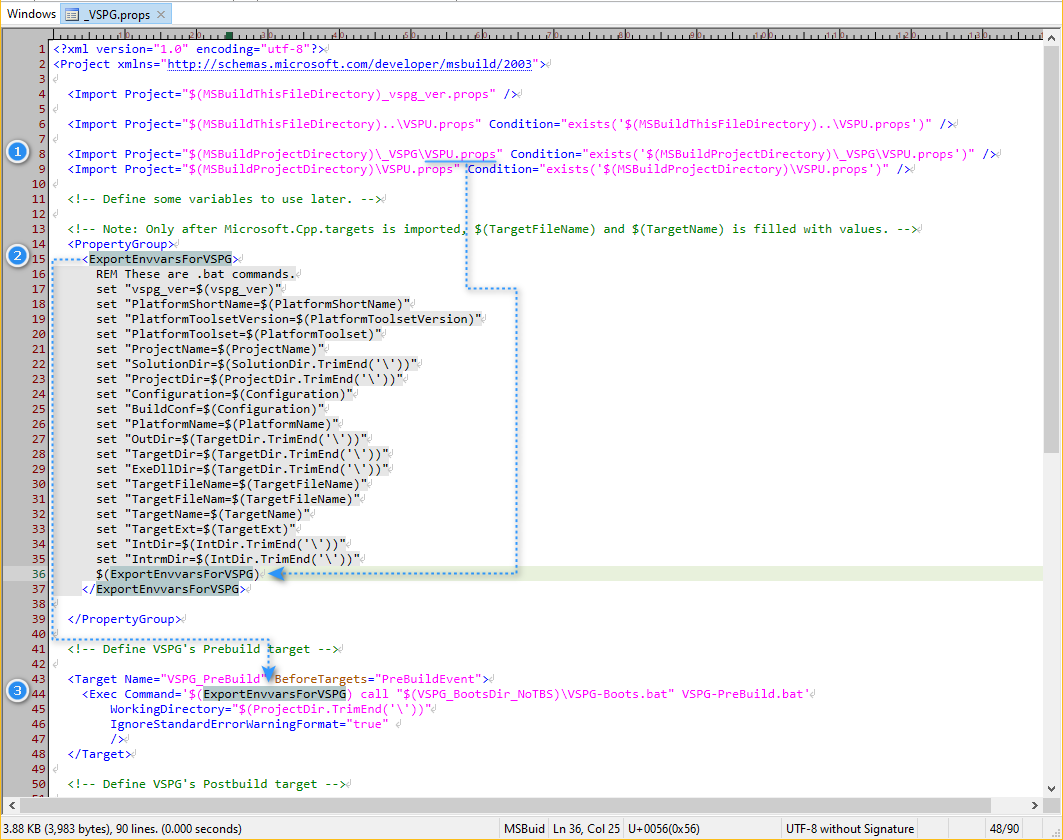 Windows _VSPG.props
10 20 30 40 50 60 70 80 90 100 110 120 130
1 <?xml version="1.0" encoding="utf-8"?>
2 <Project xmlns="http://schemas.microsoft.com/developer/msbuild/2003">
3
4 <Import Project="$(MSBuildThisFileDirectory)_vspg_ver.props" />
5
6 <Import Project="$(MSBuildThisFileDirectory)..\VSPU.props" Condition="exists('$(MSBuildThisFileDirectory)..\VSPU.props')" />
7
1 8 <Import Project="$(MSBuildProjectDirectory)\_VSPG\VSPU.props" Condition="exists('$(MSBuildProjectDirectory)\_VSPG\VSPU.props')" />
9 <Import Project="$(MSBuildProjectDirectory)\VSPU.props" Condition="exists('$(MSBuildProjectDirectory)\VSPU.props')" />
10
11 <!-- Define some variables to use later. -->
12
13 <!-- Note: Only after Microsoft.Cpp.targets is imported, $(TargetFileName) and $(TargetName) is filled with values. -->
14 <PropertyGroup>
2 15 <ExportEnvvarsForVSPG>
16 REM These are .bat commands.
17 set "vspg_ver=$(vspg_ver)"
18 set "PlatformShortName=$(PlatformShortName)"
19 set "PlatformToolsetVersion=$(PlatformToolsetVersion)"
20 set "PlatformToolset=$(PlatformToolset)"
21 set "ProjectName=$(ProjectName)"
22 set "SolutionDir=$(SolutionDir.TrimEnd('\'))"
23 set "ProjectDir=$(ProjectDir.TrimEnd('\'))"
24 set "Configuration=$(Configuration)"
25 set "BuildConf=$(Configuration)"
26 set "PlatformName=$(PlatformName)"
27 set "OutDir=$(TargetDir.TrimEnd('\'))"
28 set "TargetDir=$(TargetDir.TrimEnd('\'))"
29 set "ExeDllDir=$(TargetDir.TrimEnd('\'))"
30 set "TargetFileName=$(TargetFileName)"
31 set "TargetFileNam=$(TargetFileName)"
32 set "TargetName=$(TargetName)"
33 set "TargetExt=$(TargetExt)"
34 set "IntDir=$(IntDir.TrimEnd('\'))"
35 set "IntrmDir=$(IntDir.TrimEnd('\'))"
36 $(ExportEnvvarsForVSPG)
37 </ExportEnvvarsForVSPG>
38
39 </PropertyGroup>
40
41 <!-- Define VSPG's Prebuild target -->
42
43 <Target Name="VSPG_PreBuild" BeforeTargets="PreBuildEvent">
3 44 <Exec Command='$(ExportEnvvarsForVSPG) call "$(VSPG_BootsDir_NoTBS)\VSPG-Boots.bat" VSPG-PreBuild.bat'
45 WorkingDirectory="$(ProjectDir.TrimEnd('\'))"
46 IgnoreStandardErrorWarningFormat="true"
47 />
48 </Target>
49
50 <!-- Define VSPG's Postbuild target -->
3.88 KB (3,983 bytes), 90 lines. (0.000 seconds) MSBuid Ln 36, Col 25 U+0056(0x56) UTF-8 without Signature 48/90